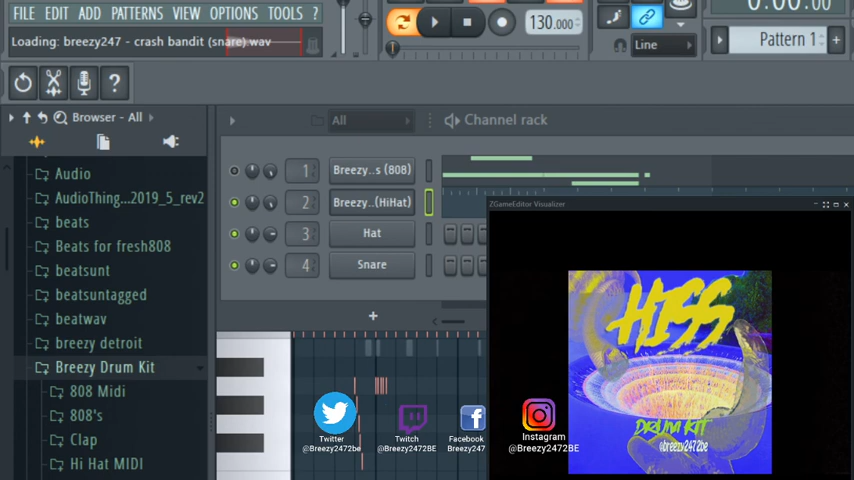 FILE EDIT ADD PATTERNS VIEW OPTIONS TOOLS ?
130.000
0:00:00
Loading: breezy247 - crash bandit (snare).wav
Line
Pattern 1
Browser - All
All
Channel rack
Audio
AudioThing...2019_5_rev2
beats
Beats for fresh808
beatsunt
beatsuntagged
beatwav
breezy detroit
Breezy Drum Kit
808 Midi
808's
Clap
Hi Hat MIDI
1
Breezy..s (808)
2
Breezy..(HiHat)
3
Hat
4
Snare
ZGameEditor Visualizer
HISS
DRUM KIT
@breezy2472be
Twitter
@Breezy2472be
Twitch
@Breezy2472BE
Facebook
Breezy247
Instagram
@Breezy2472BE